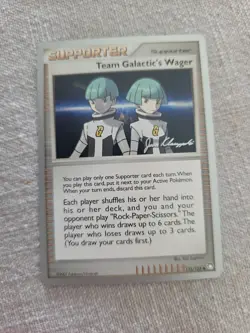 SUPPORTER
Team Galactic's Wager
You can play only one Supporter card each turn. When
you play this card, put it next to your Active Pokémon.
When your turn ends, discard this card.
Each player shuffles his or her hand into
his or her deck, and you and your
opponent play "Rock-Paper-Scissors." The
player who wins draws up to 6 cards. The
player who loses draws up to 3 cards.
(You draw your cards first.)